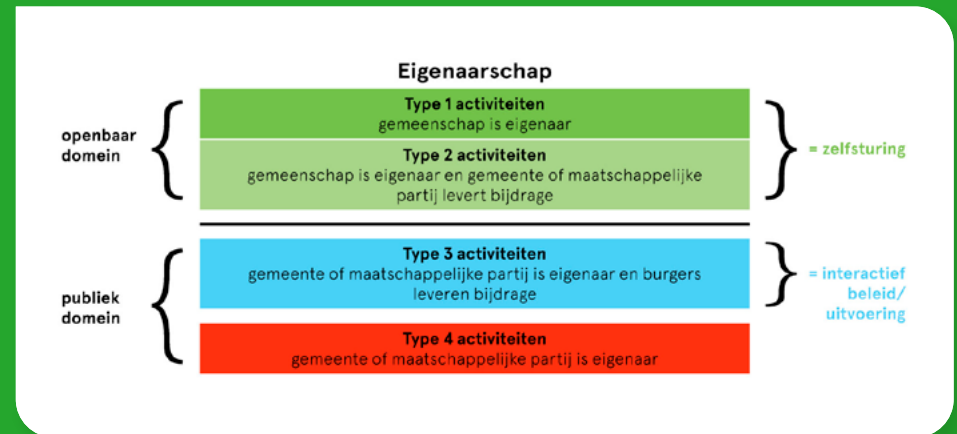 Eigenaarschap
openbaar
domein
Type 1 activiteiten
gemeenschap is eigenaar
Type 2 activiteiten
gemeenschap is eigenaar en gemeente of maatschappelijke
partij levert bijdrage
= zelfsturing
publiek
domein
Type 3 activiteiten
gemeente of maatschappelijke partij is eigenaar en burgers
leveren bijdrage
= interactief
beleid/
uitvoering
Type 4 activiteiten
gemeente of maatschappelijke partij is eigenaar